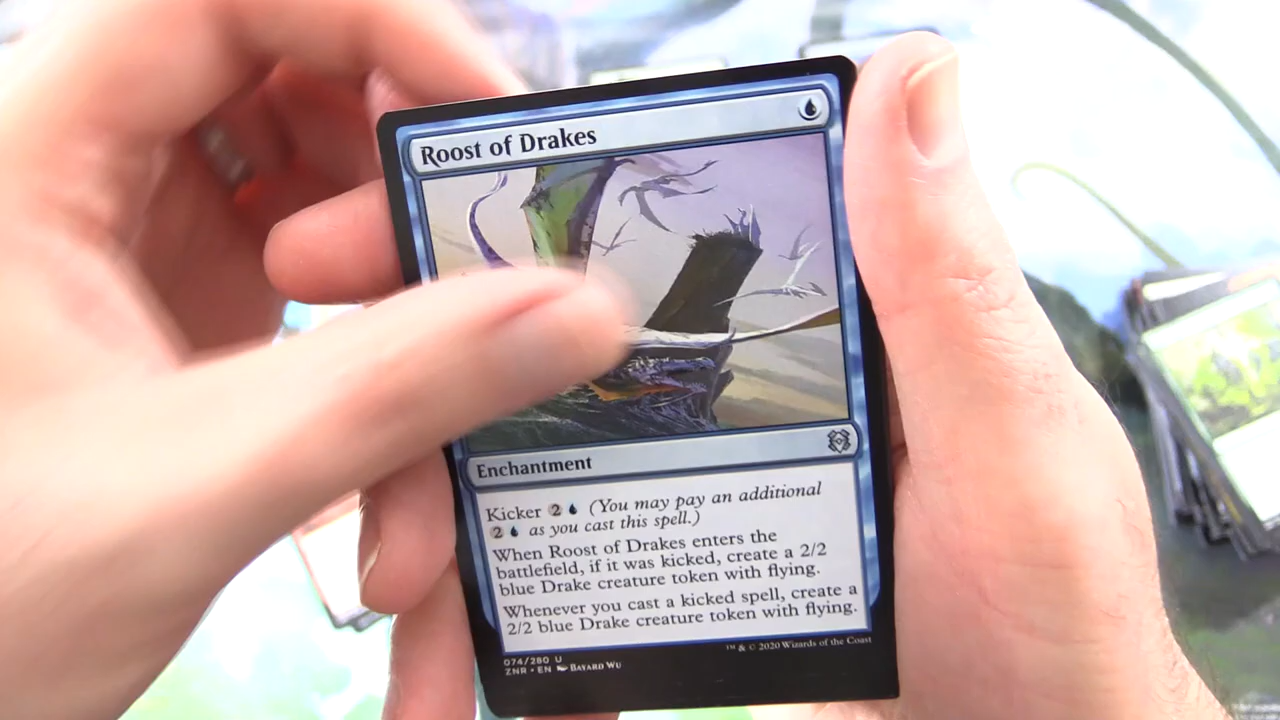 Roost of Drakes
Enchantment
Kicker 2 (You may pay an additional
2 as you cast this spell.)
When Roost of Drakes enters the
battlefield, if it was kicked, create a 2/2
blue Drake creature token with flying.
Whenever you cast a kicked spell, create a
2/2 blue Drake creature token with flying.
074/280 U
™ & © 2020 Wizards of the Coast
ZNR • EN Bayard Wu